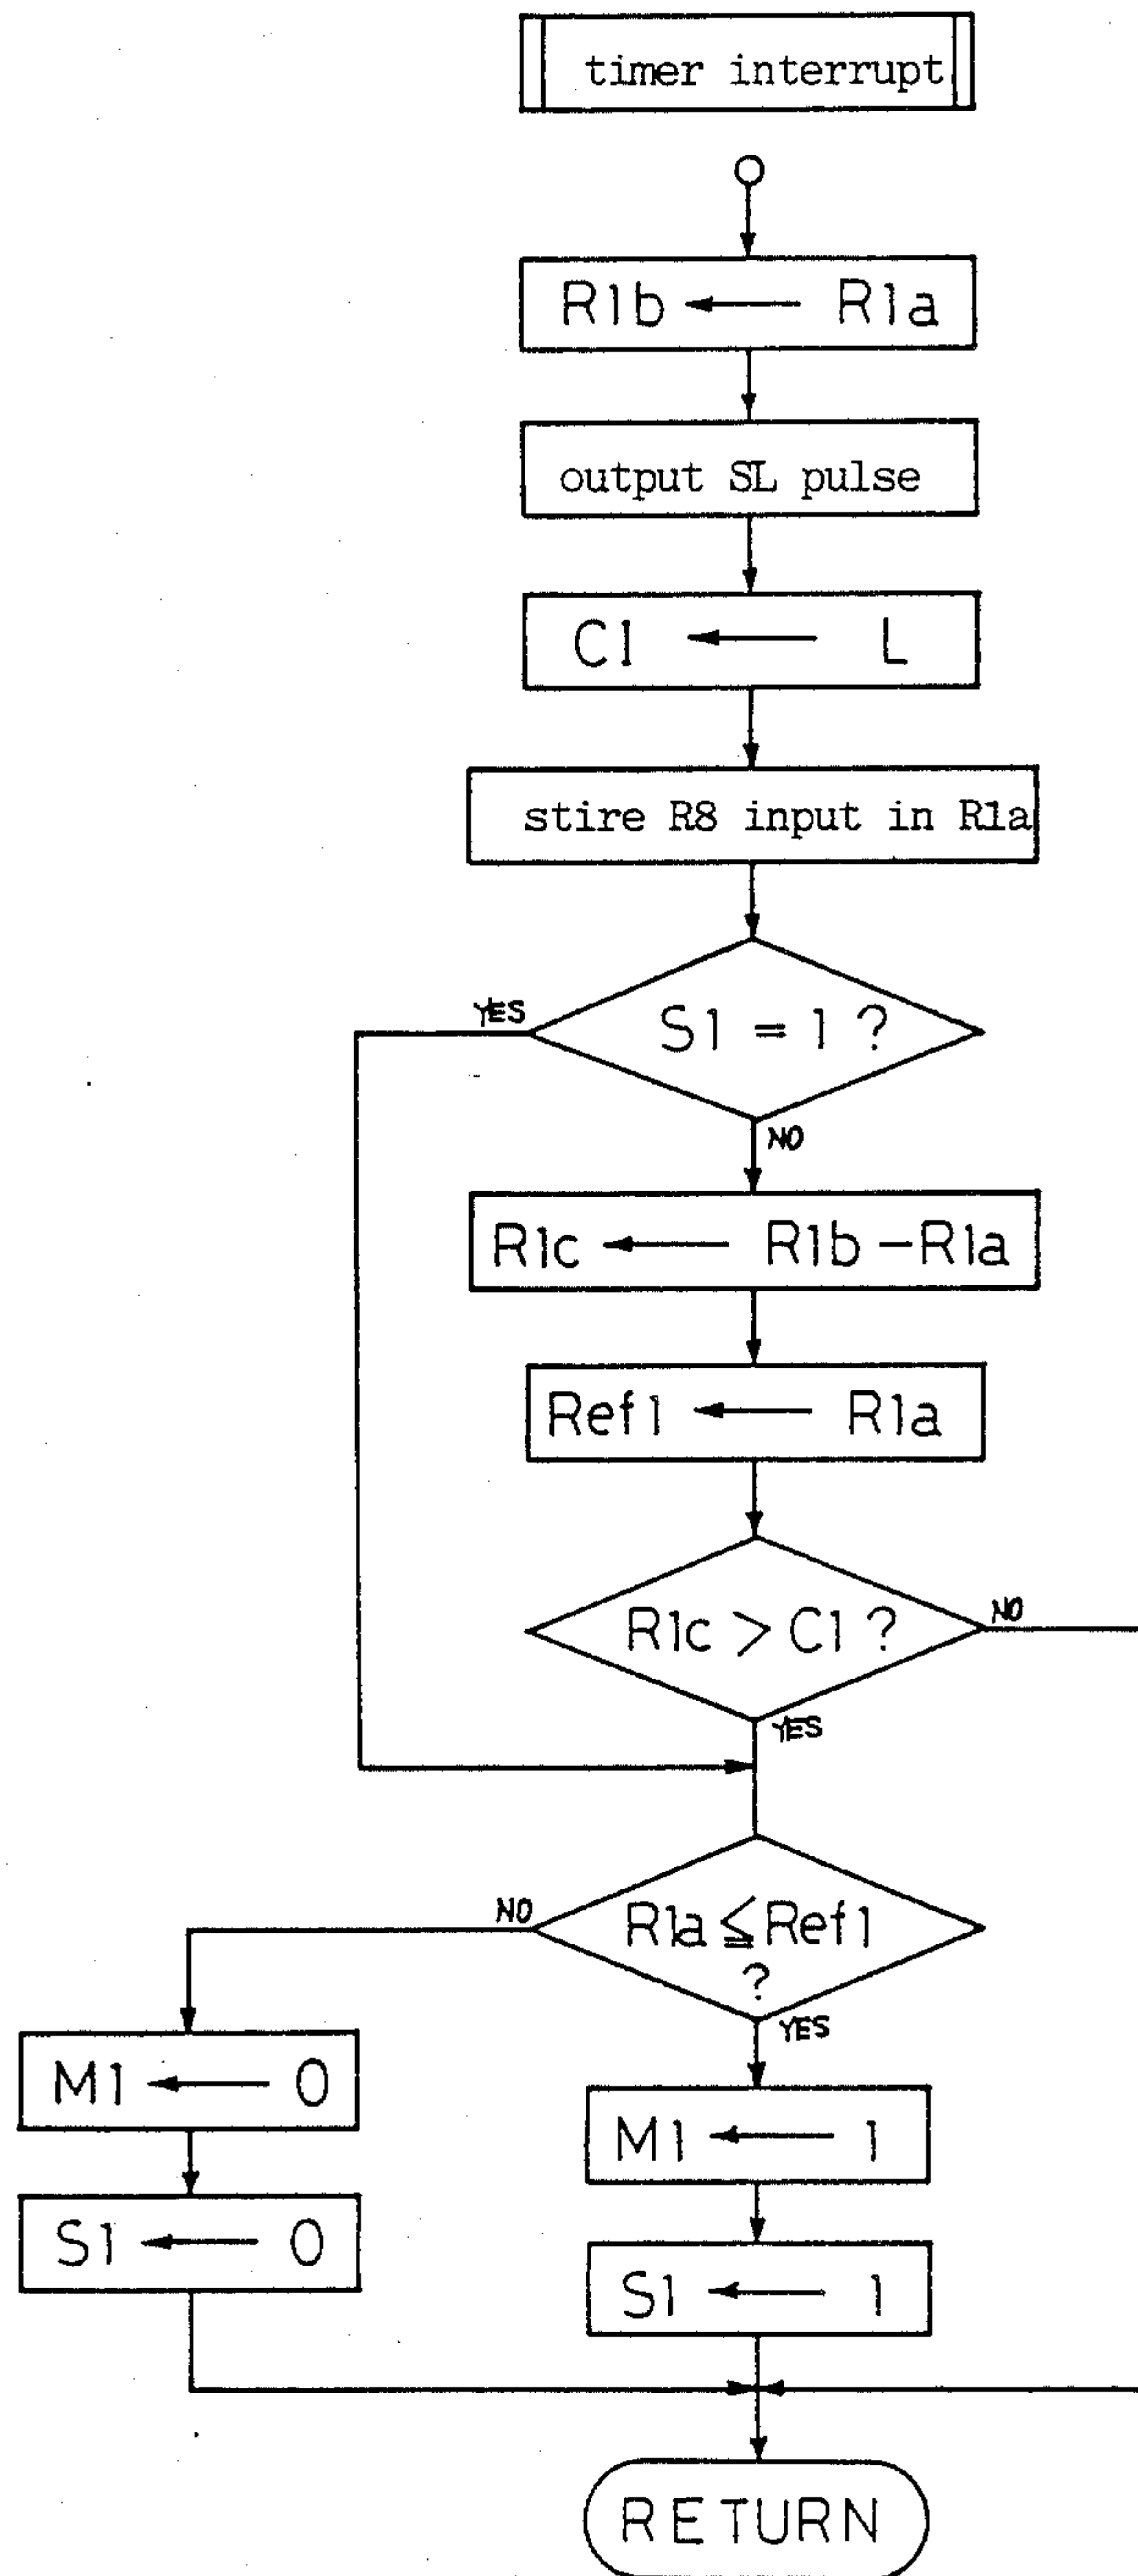 timer interrupt
R1b ← R1a
output SL pulse
C1 ← L
stire R8 input in R1a
S1 = 1 ?
YES
NO
R1c ← R1b - R1a
Ref1 ← R1a
R1c > C1 ?
NO
YES
R1a ≦ Ref1
?
NO
YES
M1 ← 0
M1 ← 1
S1 ← 0
S1 ← 1
RETURN